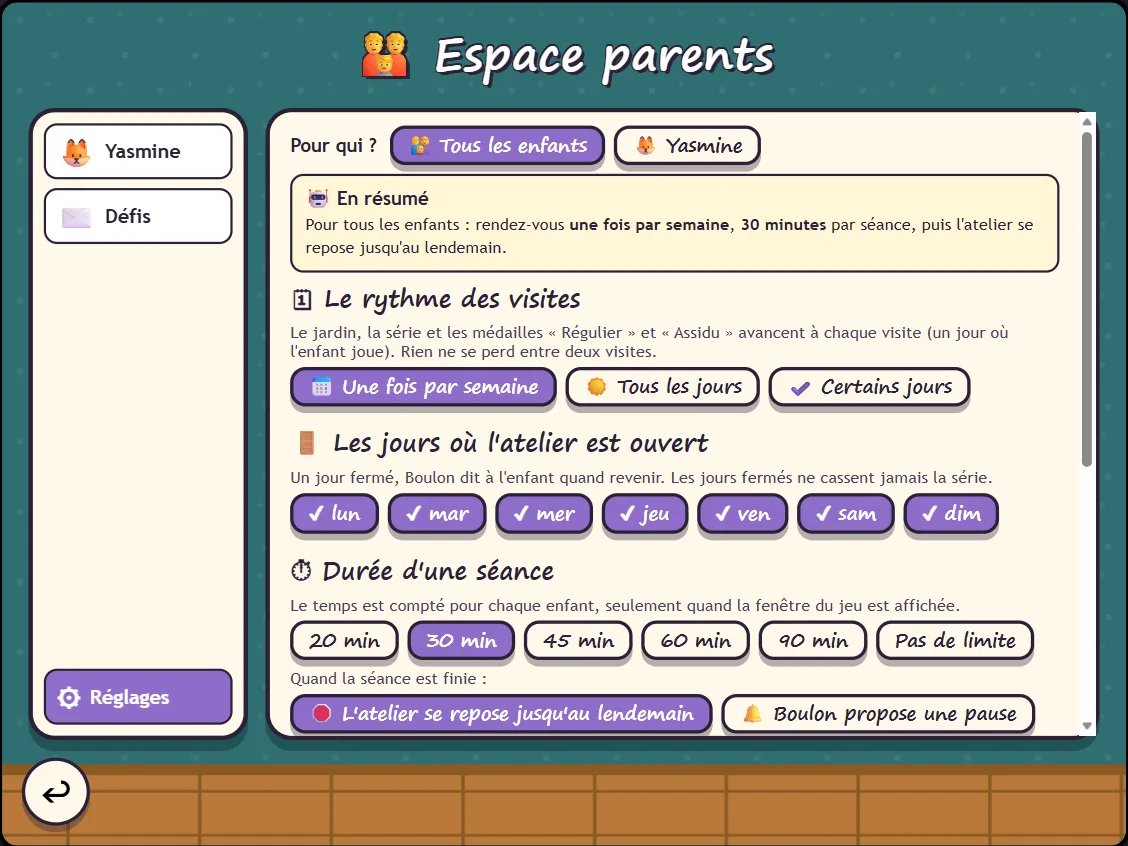 Espace parents
Yasmine
Défis
Réglages
Pour qui ? Tous les enfants Yasmine
En résumé
Pour tous les enfants : rendez-vous une fois par semaine, 30 minutes par séance, puis l'atelier se
repose jusqu'au lendemain.
Le rythme des visites
Le jardin, la série et les médailles « Régulier » et « Assidu » avancent à chaque visite (un jour où
l'enfant joue). Rien ne se perd entre deux visites.
Une fois par semaine Tous les jours Certains jours
Les jours où l'atelier est ouvert
Un jour fermé, Boulon dit à l'enfant quand revenir. Les jours fermés ne cassent jamais la série.
✓ lun ✓ mar ✓ mer ✓ jeu ✓ ven ✓ sam ✓ dim
Durée d'une séance
Le temps est compté pour chaque enfant, seulement quand la fenêtre du jeu est affichée.
20 min 30 min 45 min 60 min 90 min Pas de limite
Quand la séance est finie :
L'atelier se repose jusqu'au lendemain Boulon propose une pause